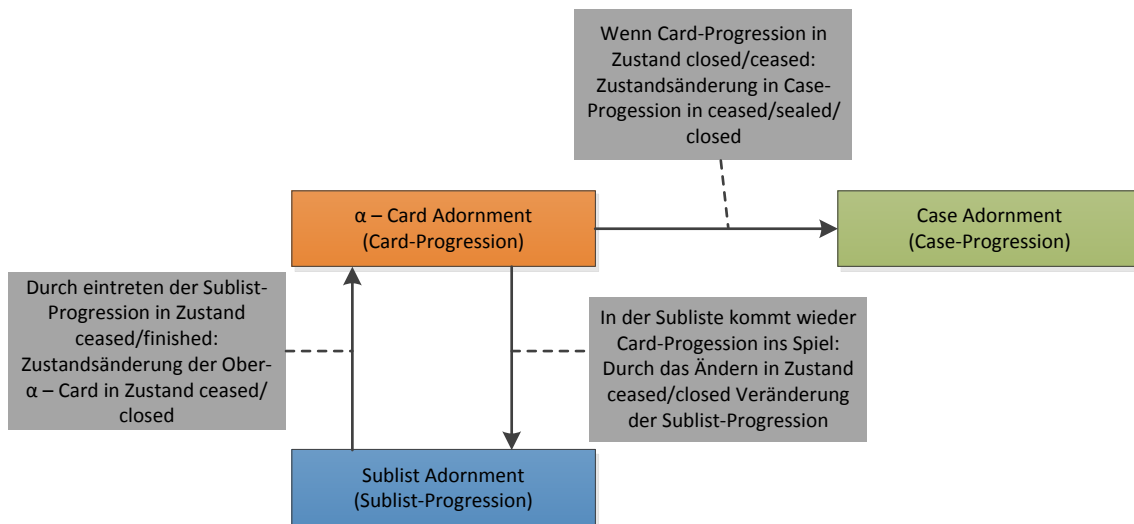 Wenn Card-Progression in
Zustand closed/ceased:
Zustandsänderung in Case-
Progession in ceased/sealed/
closed
α – Card Adornment
(Card-Progression)
Case Adornment
(Case-Progression)
Durch eintreten der Sublist-
Progression in Zustand
ceased/finished:
Zustandsänderung der Ober-
α – Card in Zustand ceased/
closed
In der Subliste kommt wieder
Card-Progession ins Spiel:
Durch das Ändern in Zustand
ceased/closed Veränderung
der Sublist-Progression
Sublist Adornment
(Sublist-Progression)